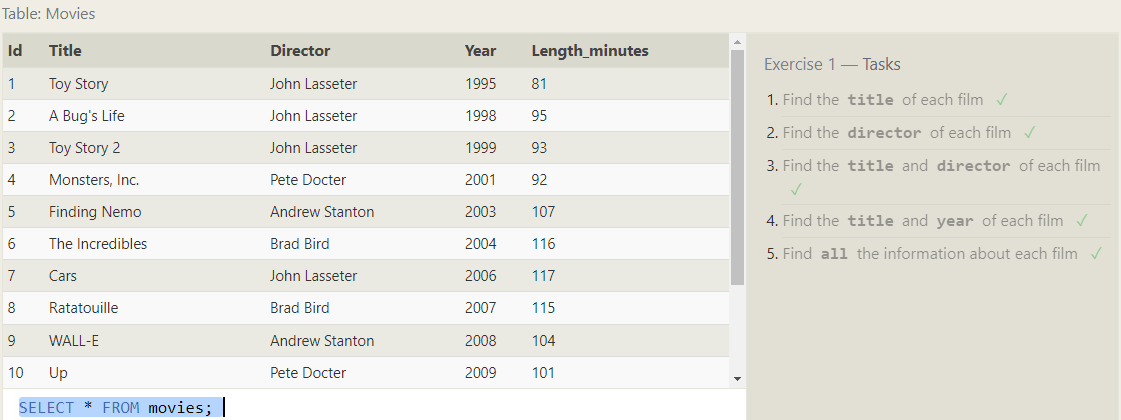 Table: Movies
Id Title Director Year Length_minutes
1 Toy Story John Lasseter 1995 81
2 A Bug's Life John Lasseter 1998 95
3 Toy Story 2 John Lasseter 1999 93
4 Monsters, Inc. Pete Docter 2001 92
5 Finding Nemo Andrew Stanton 2003 107
6 The Incredibles Brad Bird 2004 116
7 Cars John Lasseter 2006 117
8 Ratatouille Brad Bird 2007 115
9 WALL-E Andrew Stanton 2008 104
10 Up Pete Docter 2009 101
SELECT * FROM movies;
Exercise 1 — Tasks
1. Find the title of each film ✓
2. Find the director of each film ✓
3. Find the title and director of each film
✓
4. Find the title and year of each film ✓
5. Find all the information about each film ✓